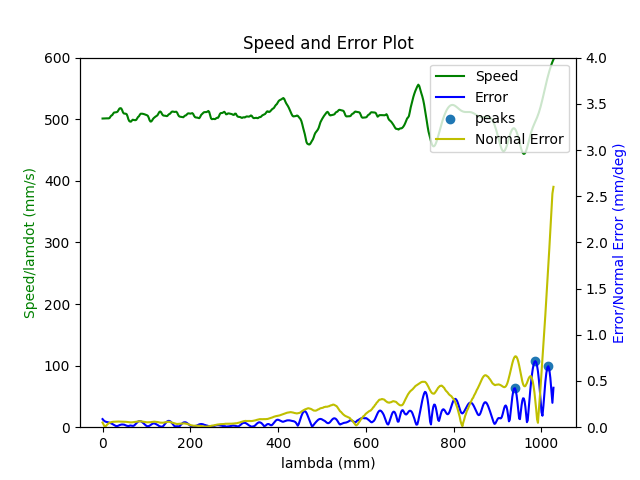 Speed and Error Plot
600
500
400
300
200
100
0
Speed/lamdot (mm/s)
4.0
3.5
3.0
2.5
2.0
1.5
1.0
0.5
0.0
Error/Normal Error (mm/deg)
Speed
Error
peaks
Normal Error
0 200 400 600 800 1000
lambda (mm)